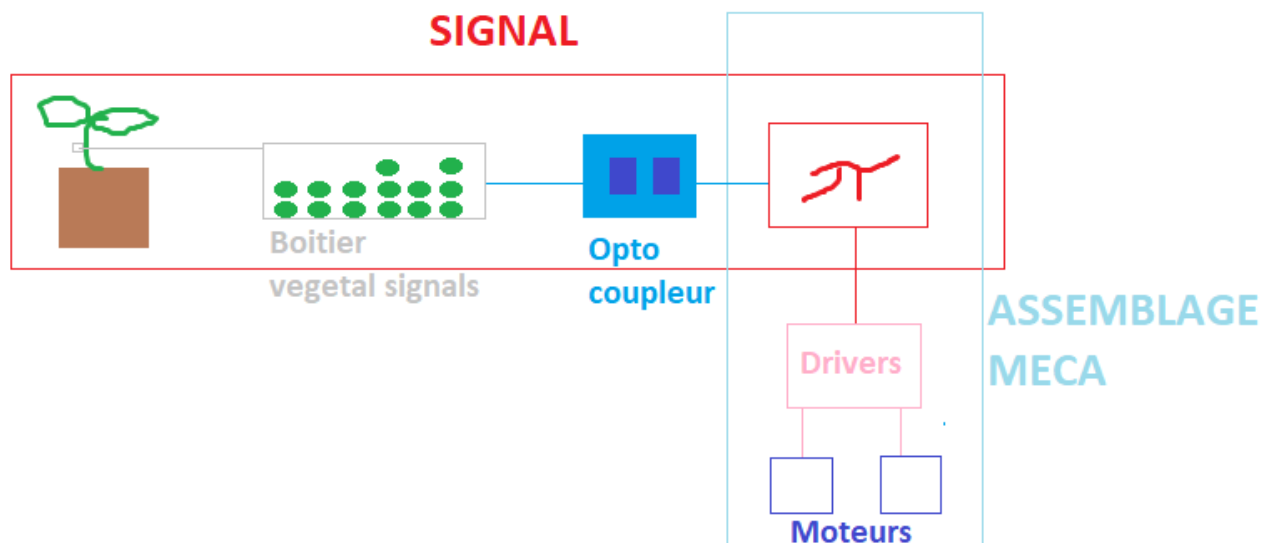 SIGNAL
Boitier
vegetal signals
Opto
coupleur
ASSEMBLAGE
MECA
Drivers
Moteurs